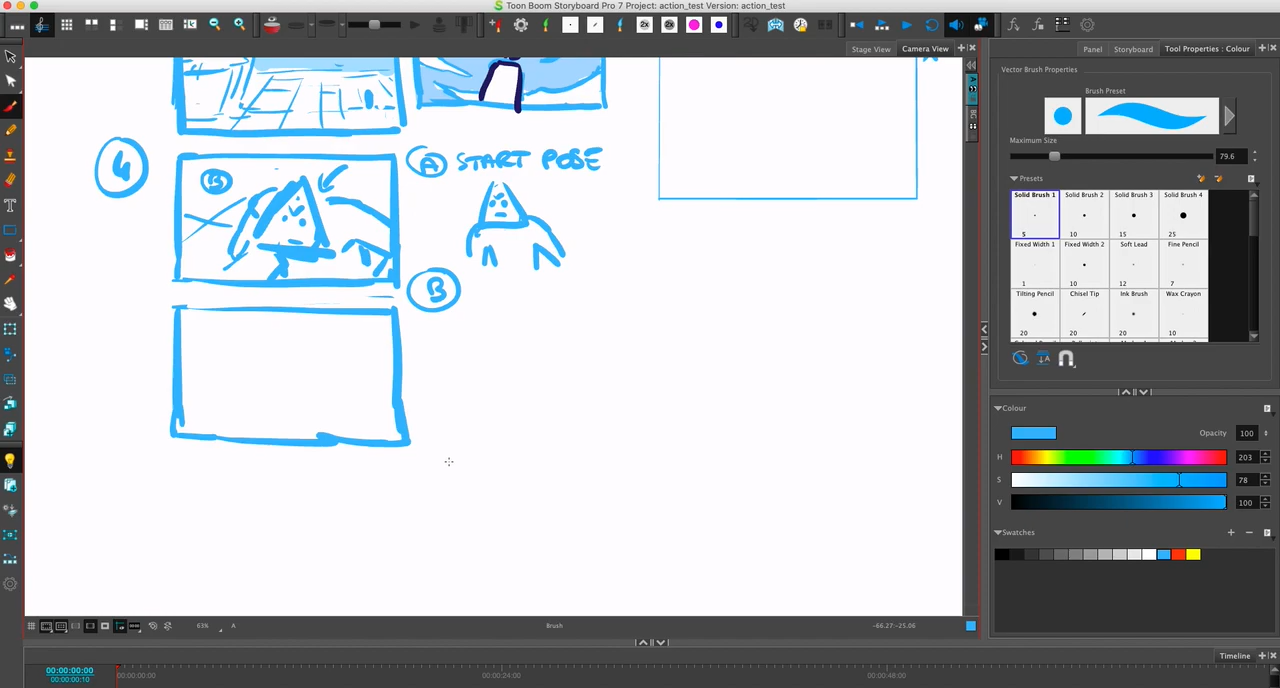 Toon Boom Storyboard Pro 7 Project: action_test Version: action_test
Stage View
Camera View
Panel
Storyboard
Tool Properties : Colour
Vector Brush Properties
Brush Preset
Maximum Size
79.6
Presets
Solid Brush 1
Solid Brush 2
Solid Brush 3
Solid Brush 4
5
10
15
25
Fixed Width 1
Fixed Width 2
Soft Lead
Fine Pencil
1
10
12
7
Tilting Pencil
Chisel Tip
Ink Brush
Wax Crayon
20
20
20
10
4
A START POSE
B
Colour
Opacity 100
H 203
S 78
V 100
Swatches
63%
A
Brush
-66.27:-25.06
Timeline
00:00:00:00
00:00:00:10
00:00:00:00
00:00:24:00
00:00:48:00